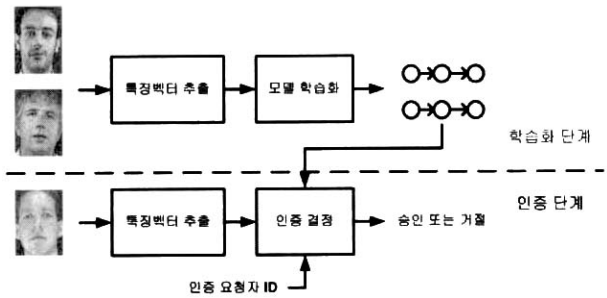 특징벡터 추출
모델 학습화
학습화 단계
인증 단계
특징벡터 추출
인증 결정
승인 또는 거절
인증 요청자 ID